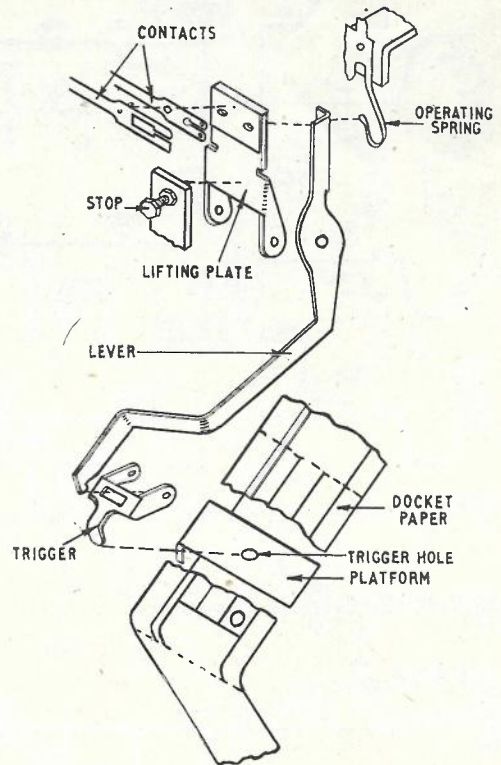 CONTACTS
OPERATING
SPRING
STOP
LIFTING PLATE
LEVER
DOCKET
PAPER
TRIGGER
TRIGGER HOLE
PLATFORM